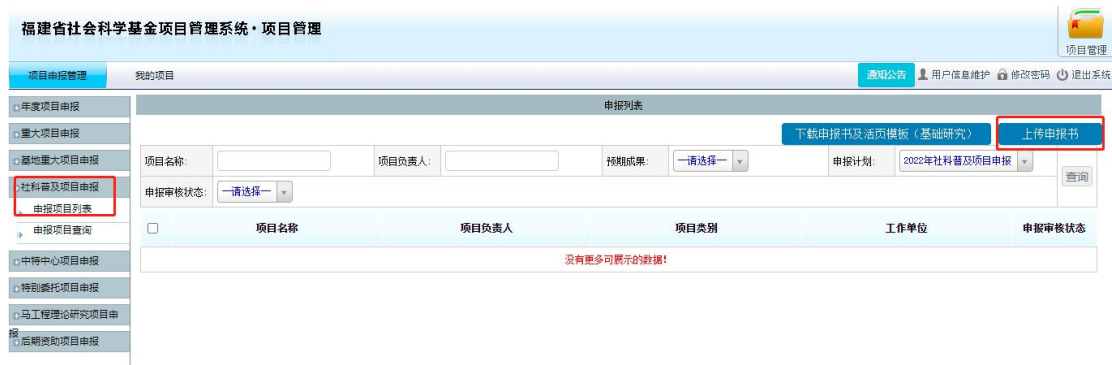 福建省社会科学基金项目管理系统·项目管理
项目管理
项目申报管理 我的项目 通知公告 用户信息维护 修改密码 退出系统
年度项目申报
重大项目申报
基地重大项目申报
社科普及项目申报
申报项目列表
申报项目查询
中特中心项目申报
特别委托项目申报
马工程理论研究项目申
报
后期资助项目申报
申报列表
下载申报书及活页模板（基础研究） 上传申报书
项目名称: 项目负责人: 预期成果: —请选择— 申报计划: 2022年社科普及项目申报
申报审核状态: —请选择— 查询
项目名称 项目负责人 项目类别 工作单位 申报审核状态
没有更多可展示的数据!